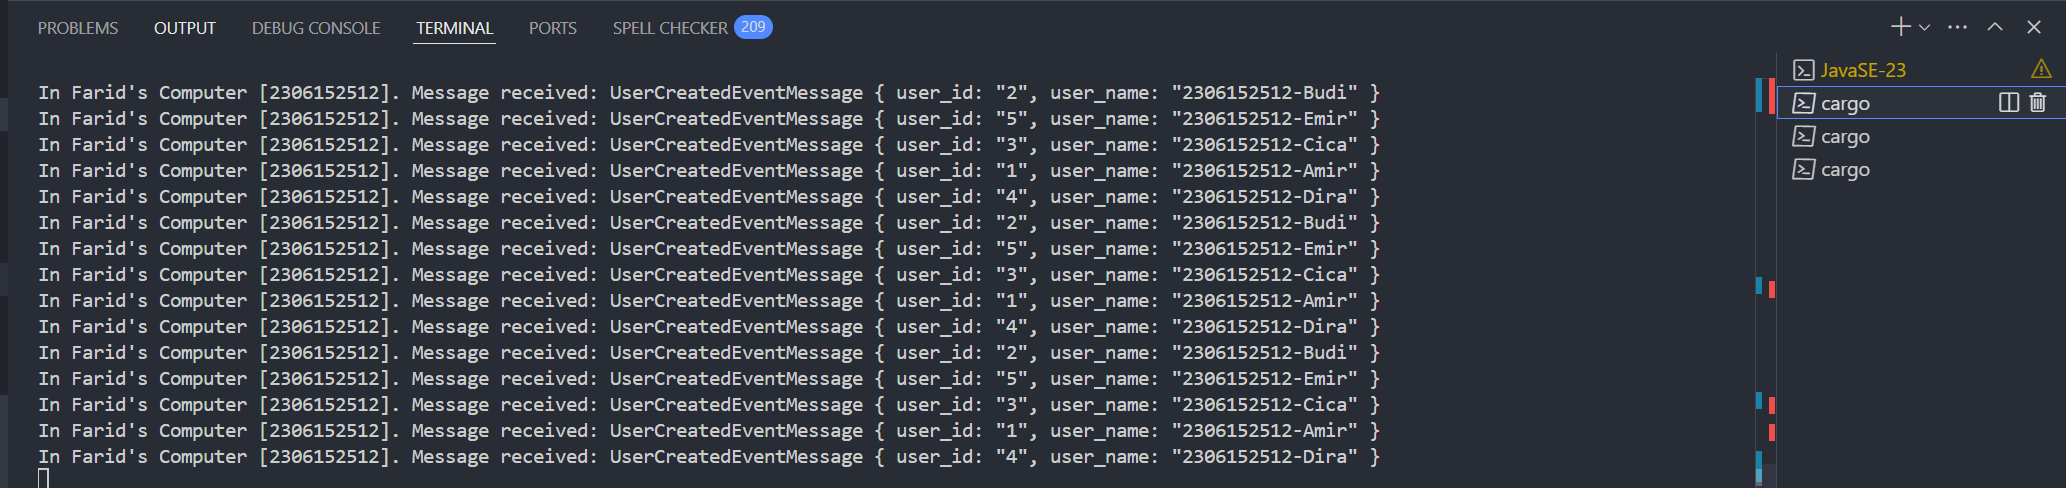 PROBLEMS OUTPUT DEBUG CONSOLE TERMINAL PORTS SPELL CHECKER 209
In Farid's Computer [2306152512]. Message received: UserCreatedEventMessage { user_id: "2", user_name: "2306152512-Budi" }
In Farid's Computer [2306152512]. Message received: UserCreatedEventMessage { user_id: "5", user_name: "2306152512-Emir" }
In Farid's Computer [2306152512]. Message received: UserCreatedEventMessage { user_id: "3", user_name: "2306152512-Cica" }
In Farid's Computer [2306152512]. Message received: UserCreatedEventMessage { user_id: "1", user_name: "2306152512-Amir" }
In Farid's Computer [2306152512]. Message received: UserCreatedEventMessage { user_id: "4", user_name: "2306152512-Dira" }
In Farid's Computer [2306152512]. Message received: UserCreatedEventMessage { user_id: "2", user_name: "2306152512-Budi" }
In Farid's Computer [2306152512]. Message received: UserCreatedEventMessage { user_id: "5", user_name: "2306152512-Emir" }
In Farid's Computer [2306152512]. Message received: UserCreatedEventMessage { user_id: "3", user_name: "2306152512-Cica" }
In Farid's Computer [2306152512]. Message received: UserCreatedEventMessage { user_id: "1", user_name: "2306152512-Amir" }
In Farid's Computer [2306152512]. Message received: UserCreatedEventMessage { user_id: "4", user_name: "2306152512-Dira" }
In Farid's Computer [2306152512]. Message received: UserCreatedEventMessage { user_id: "2", user_name: "2306152512-Budi" }
In Farid's Computer [2306152512]. Message received: UserCreatedEventMessage { user_id: "5", user_name: "2306152512-Emir" }
In Farid's Computer [2306152512]. Message received: UserCreatedEventMessage { user_id: "3", user_name: "2306152512-Cica" }
In Farid's Computer [2306152512]. Message received: UserCreatedEventMessage { user_id: "1", user_name: "2306152512-Amir" }
In Farid's Computer [2306152512]. Message received: UserCreatedEventMessage { user_id: "4", user_name: "2306152512-Dira" }
JavaSE-23
cargo
cargo
cargo